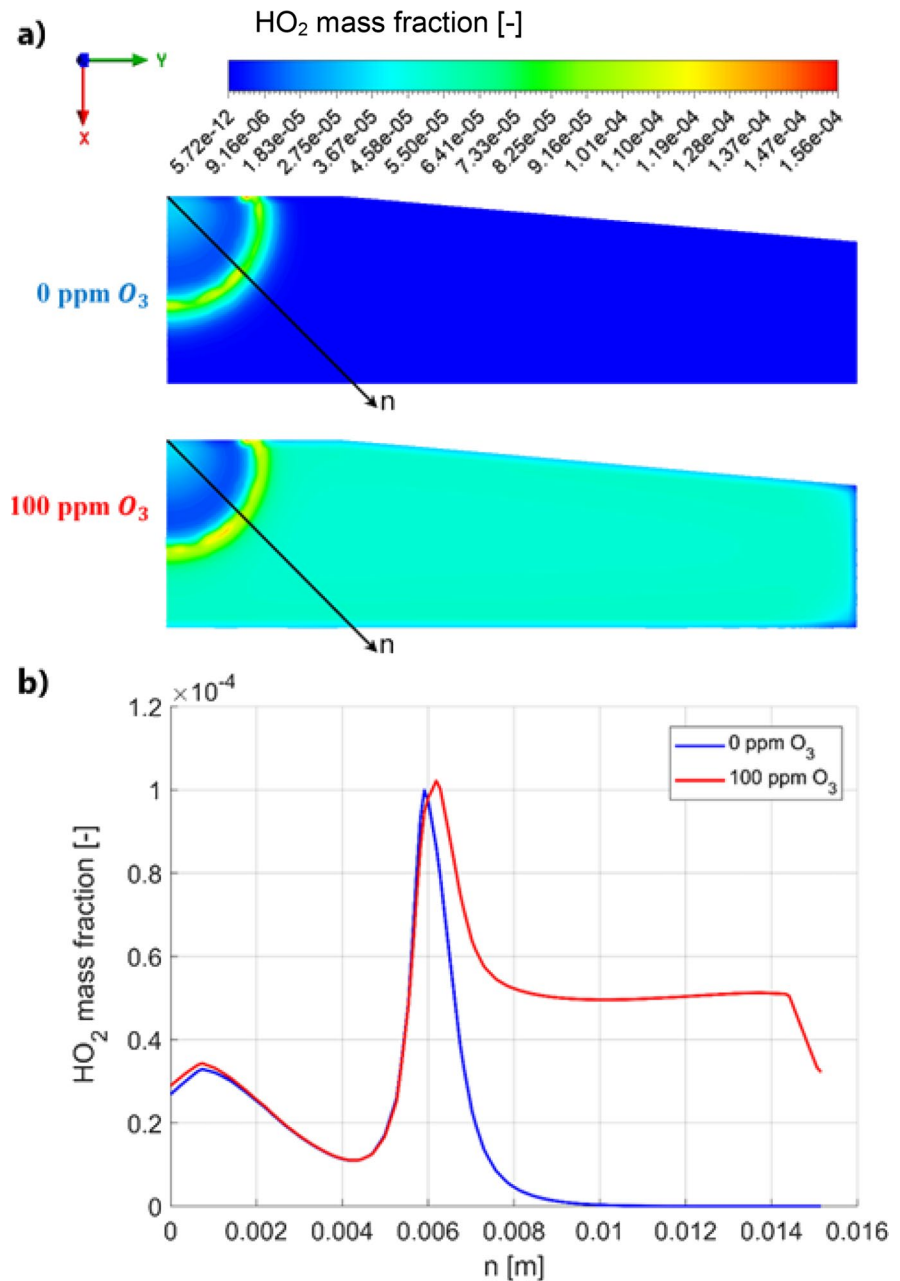 a)
HO₂ mass fraction [-]
Y
X
5.72e-12 9.16e-06 1.83e-05 2.75e-05 3.67e-05 4.58e-05 5.50e-05 6.41e-05 7.33e-05 8.25e-05 9.16e-05 1.01e-04 1.10e-04 1.19e-04 1.28e-04 1.37e-04 1.47e-04 1.56e-04
0 ppm O₃
n
100 ppm O₃
n
b)
×10⁻⁴
1.2
1
0.8
0.6
0.4
0.2
0
HO₂ mass fraction [-]
0 ppm O₃
100 ppm O₃
0 0.002 0.004 0.006 0.008 0.01 0.012 0.014 0.016
n [m]